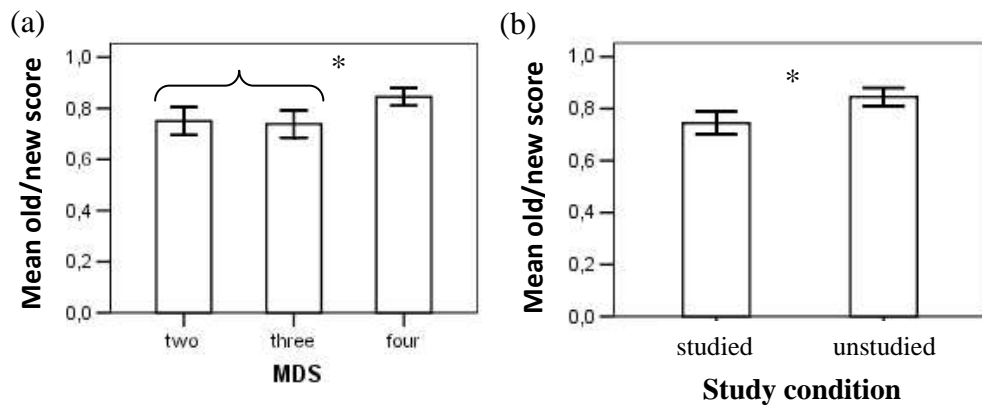 (a)
Mean old/new score
1,0
0,8
0,6
0,4
0,2
0,0
*
two three four
MDS
(b)
Mean old/new score
1,0
0,8
0,6
0,4
0,2
0,0
*
studied unstudied
Study condition